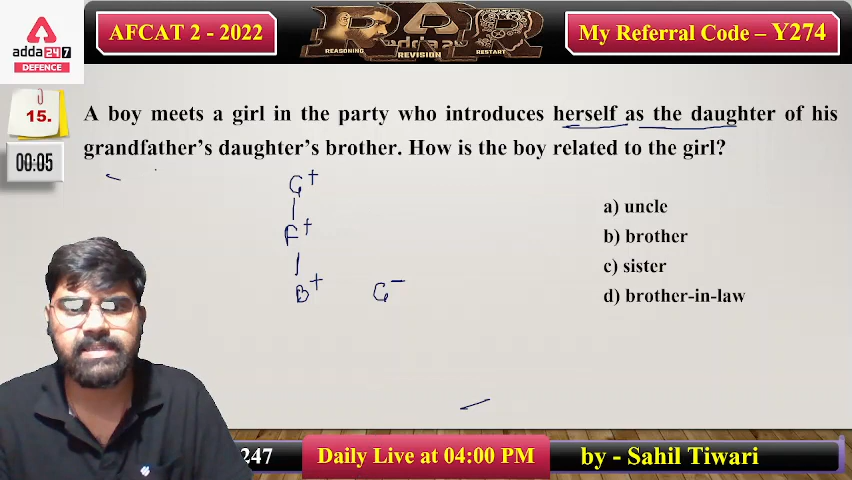 adda247
DEFENCE
AFCAT 2 - 2022
REASONING
REVISION
RESTART
My Referral Code – Y274
15.
00:05
A boy meets a girl in the party who introduces herself as the daughter of his
grandfather's daughter's brother. How is the boy related to the girl?
G+
F+
B+ G-
a) uncle
b) brother
c) sister
d) brother-in-law
247
Daily Live at 04:00 PM
by - Sahil Tiwari